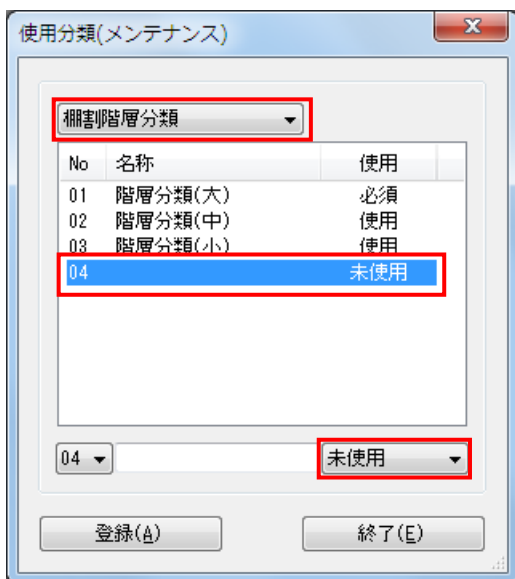 使用分類(メンテナンス)
棚割階層分類
No 名称 使用
01 階層分類(大) 必須
02 階層分類(中) 使用
03 階層分類(小) 使用
04 未使用
04 未使用
登録(A) 終了(E)